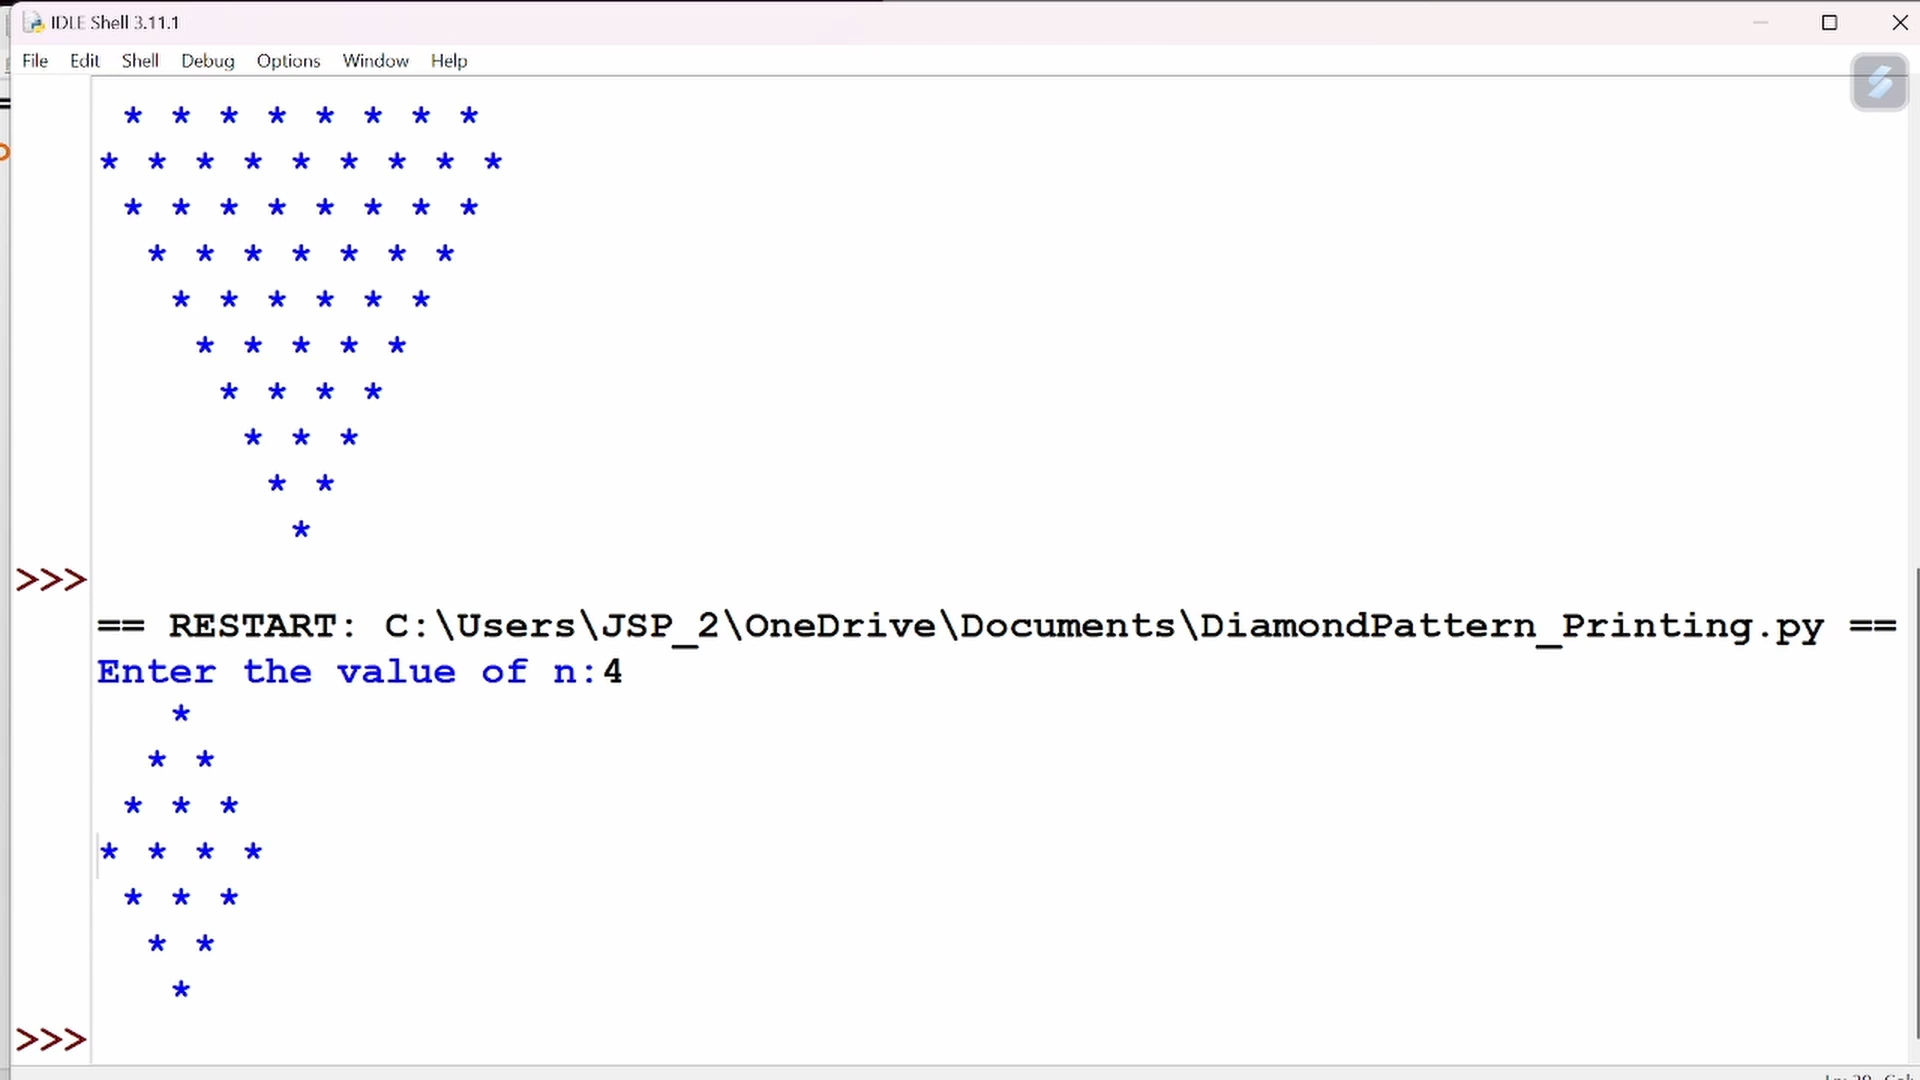 IDLE Shell 3.11.1
File Edit Shell Debug Options Window Help
  *   *   *   *   *   *   *   *
*   *   *   *   *   *   *   *   *
  *   *   *   *   *   *   *   *
    *   *   *   *   *   *   *
      *   *   *   *   *   *
        *   *   *   *   *
          *   *   *   *
            *   *   *
              *   *
                *
>>>
== RESTART: C:\Users\JSP_2\OneDrive\Documents\DiamondPattern_Printing.py ==
Enter the value of n:4
      *
    *   *
  *   *   *
*   *   *   *
  *   *   *
    *   *
      *
>>>